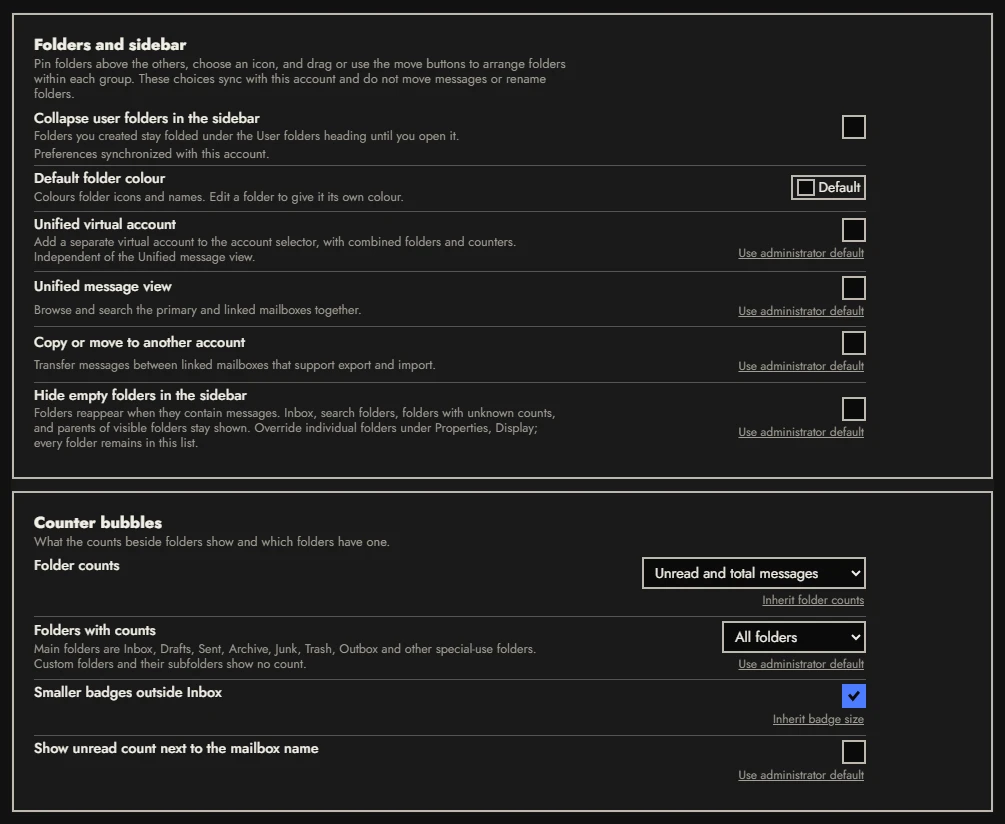 Folders and sidebar
Pin folders above the others, choose an icon, and drag or use the move buttons to arrange folders
within each group. These choices sync with this account and do not move messages or rename
folders.
Collapse user folders in the sidebar
Folders you created stay folded under the User folders heading until you open it.
Preferences synchronized with this account.
Default folder colour
Colours folder icons and names. Edit a folder to give it its own colour.
Default
Unified virtual account
Add a separate virtual account to the account selector, with combined folders and counters.
Independent of the Unified message view.
Use administrator default
Unified message view
Browse and search the primary and linked mailboxes together.
Use administrator default
Copy or move to another account
Transfer messages between linked mailboxes that support export and import.
Use administrator default
Hide empty folders in the sidebar
Folders reappear when they contain messages. Inbox, search folders, folders with unknown counts,
and parents of visible folders stay shown. Override individual folders under Properties, Display;
every folder remains in this list.
Use administrator default
Counter bubbles
What the counts beside folders show and which folders have one.
Folder counts
Unread and total messages
Inherit folder counts
Folders with counts
Main folders are Inbox, Drafts, Sent, Archive, Junk, Trash, Outbox and other special-use folders.
Custom folders and their subfolders show no count.
All folders
Use administrator default
Smaller badges outside Inbox
Inherit badge size
Show unread count next to the mailbox name
Use administrator default